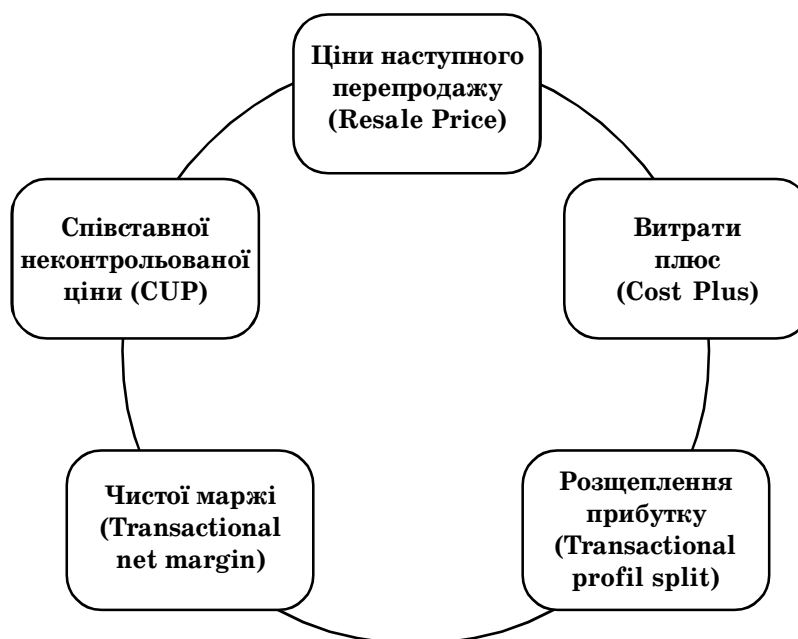 Ціни наступного
перепродажу
(Resale Price)
Співставної
неконтрольованої
ціни (CUP)
Витрати
плюс
(Cost Plus)
Чистої маржі
(Transactional
net margin)
Розщеплення
прибутку
(Transactional
profil split)